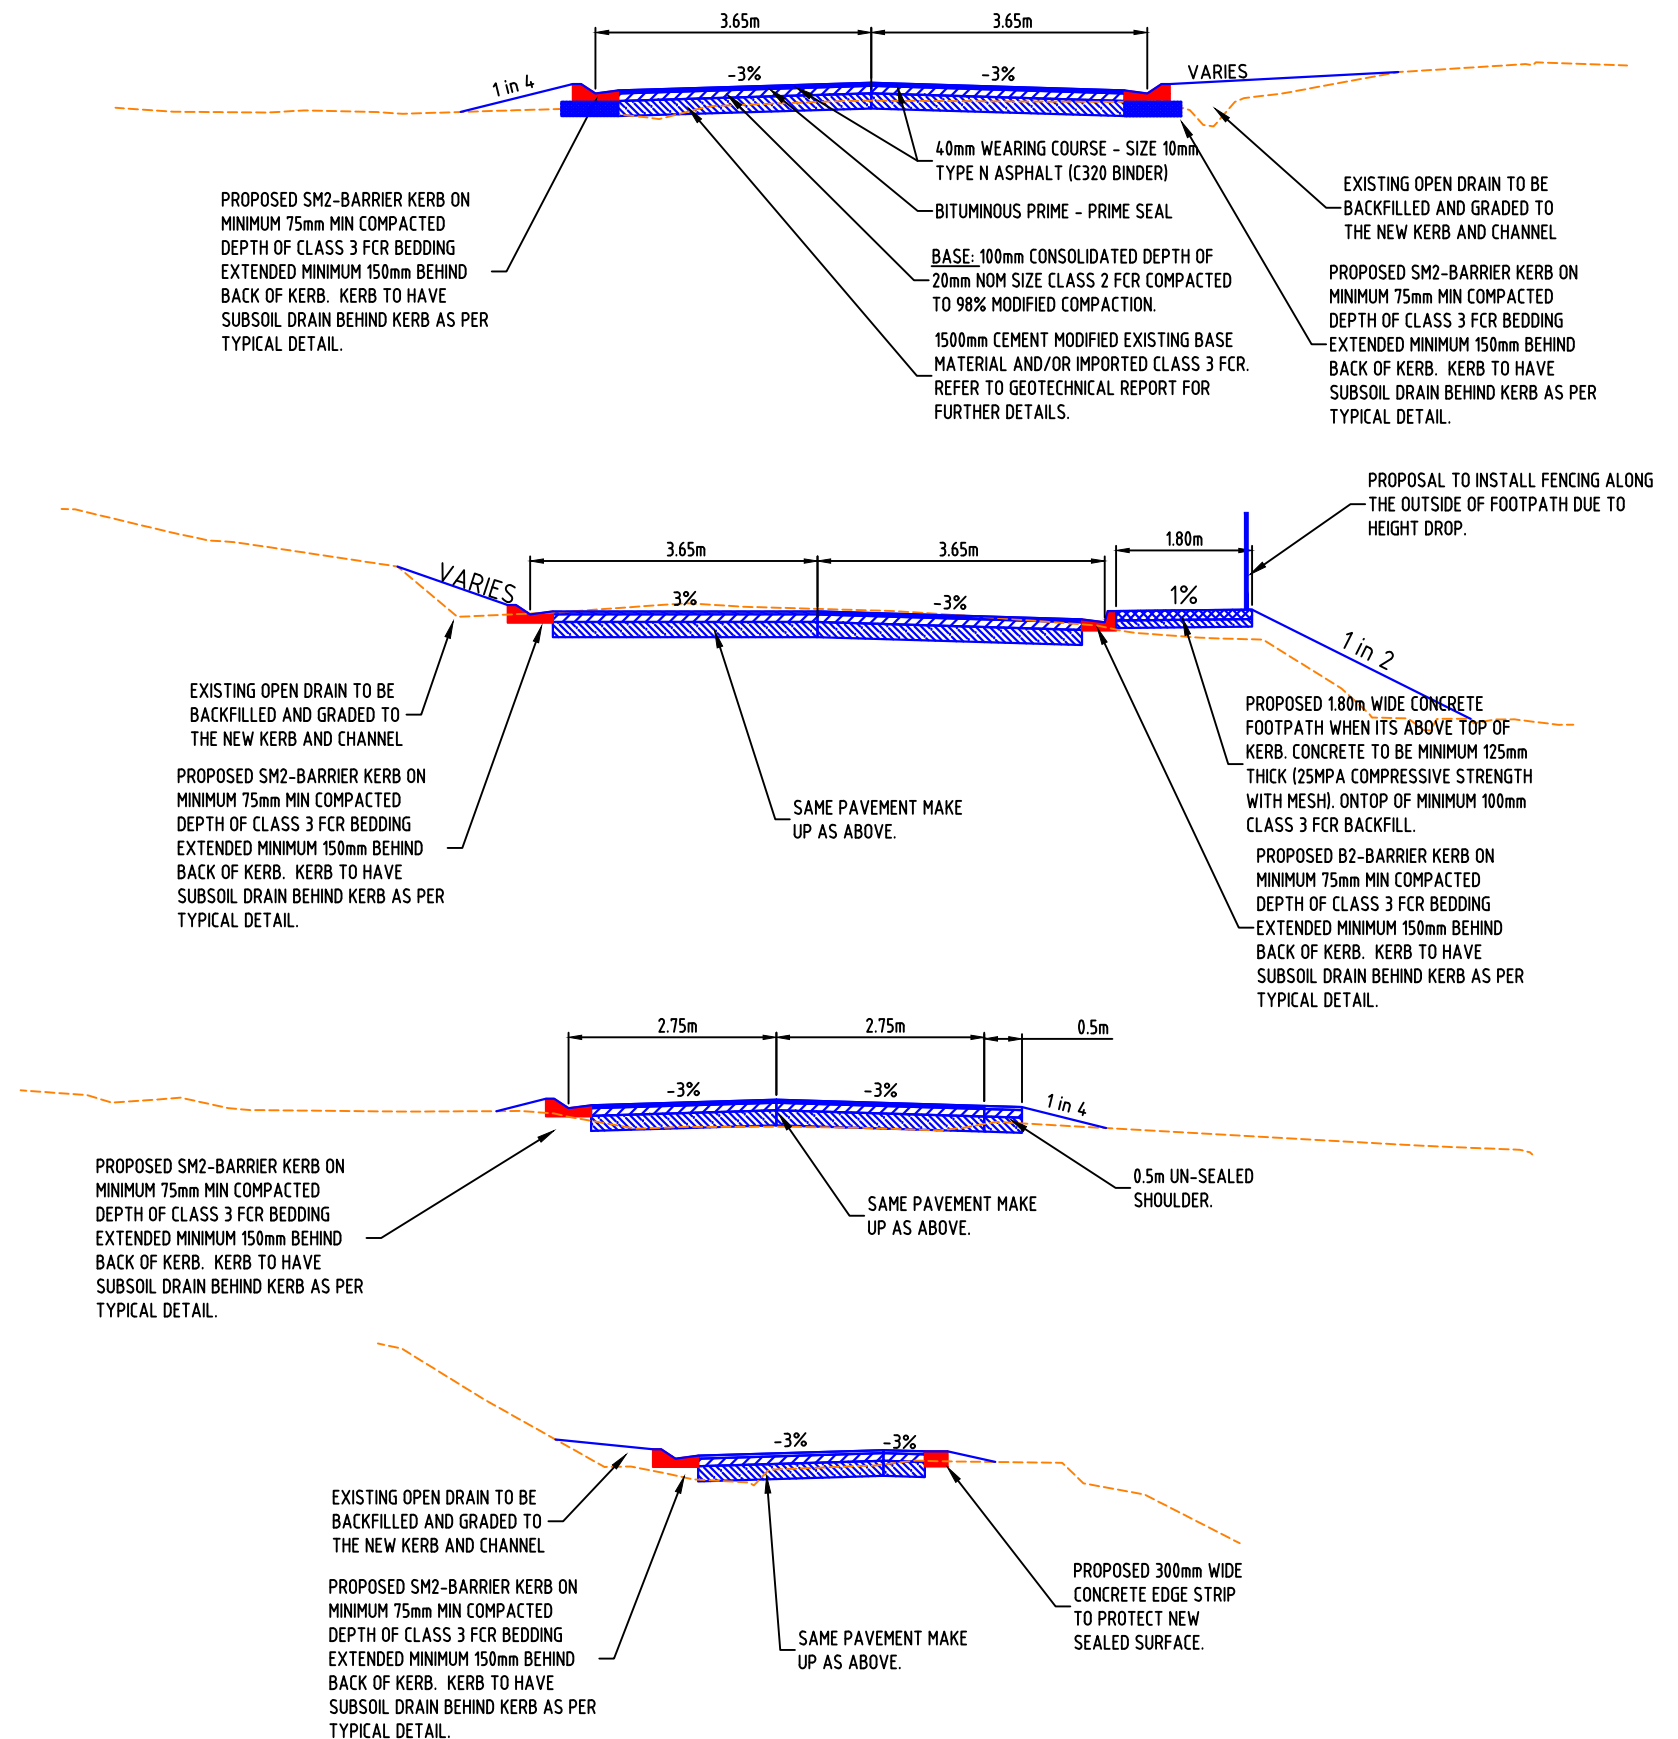 3.65m
3.65m
1 in 4
-3%
-3%
VARIES
40mm WEARING COURSE - SIZE 10mm
TYPE N ASPHALT (C320 BINDER)
BITUMINOUS PRIME - PRIME SEAL
BASE: 100mm CONSOLIDATED DEPTH OF
20mm NOM SIZE CLASS 2 FCR COMPACTED
TO 98% MODIFIED COMPACTION.
1500mm CEMENT MODIFIED EXISTING BASE
MATERIAL AND/OR IMPORTED CLASS 3 FCR.
REFER TO GEOTECHNICAL REPORT FOR
FURTHER DETAILS.
PROPOSED SM2-BARRIER KERB ON
MINIMUM 75mm MIN COMPACTED
DEPTH OF CLASS 3 FCR BEDDING
EXTENDED MINIMUM 150mm BEHIND
BACK OF KERB. KERB TO HAVE
SUBSOIL DRAIN BEHIND KERB AS PER
TYPICAL DETAIL.
EXISTING OPEN DRAIN TO BE
BACKFILLED AND GRADED TO
THE NEW KERB AND CHANNEL
PROPOSED SM2-BARRIER KERB ON
MINIMUM 75mm MIN COMPACTED
DEPTH OF CLASS 3 FCR BEDDING
EXTENDED MINIMUM 150mm BEHIND
BACK OF KERB. KERB TO HAVE
SUBSOIL DRAIN BEHIND KERB AS PER
TYPICAL DETAIL.
PROPOSAL TO INSTALL FENCING ALONG
THE OUTSIDE OF FOOTPATH DUE TO
HEIGHT DROP.
3.65m
3.65m
1.80m
VARIES
3%
-3%
1%
1 in 2
EXISTING OPEN DRAIN TO BE
BACKFILLED AND GRADED TO
THE NEW KERB AND CHANNEL
PROPOSED SM2-BARRIER KERB ON
MINIMUM 75mm MIN COMPACTED
DEPTH OF CLASS 3 FCR BEDDING
EXTENDED MINIMUM 150mm BEHIND
BACK OF KERB. KERB TO HAVE
SUBSOIL DRAIN BEHIND KERB AS PER
TYPICAL DETAIL.
SAME PAVEMENT MAKE
UP AS ABOVE.
PROPOSED 1.80m WIDE CONCRETE
FOOTPATH WHEN ITS ABOVE TOP OF
KERB. CONCRETE TO BE MINIMUM 125mm
THICK (25MPA COMPRESSIVE STRENGTH
WITH MESH). ONTOP OF MINIMUM 100mm
CLASS 3 FCR BACKFILL.
PROPOSED B2-BARRIER KERB ON
MINIMUM 75mm MIN COMPACTED
DEPTH OF CLASS 3 FCR BEDDING
EXTENDED MINIMUM 150mm BEHIND
BACK OF KERB. KERB TO HAVE
SUBSOIL DRAIN BEHIND KERB AS PER
TYPICAL DETAIL.
2.75m
2.75m
0.5m
-3%
-3%
1 in 4
PROPOSED SM2-BARRIER KERB ON
MINIMUM 75mm MIN COMPACTED
DEPTH OF CLASS 3 FCR BEDDING
EXTENDED MINIMUM 150mm BEHIND
BACK OF KERB. KERB TO HAVE
SUBSOIL DRAIN BEHIND KERB AS PER
TYPICAL DETAIL.
SAME PAVEMENT MAKE
UP AS ABOVE.
0.5m UN-SEALED
SHOULDER.
-3%
-3%
EXISTING OPEN DRAIN TO BE
BACKFILLED AND GRADED TO
THE NEW KERB AND CHANNEL
PROPOSED SM2-BARRIER KERB ON
MINIMUM 75mm MIN COMPACTED
DEPTH OF CLASS 3 FCR BEDDING
EXTENDED MINIMUM 150mm BEHIND
BACK OF KERB. KERB TO HAVE
SUBSOIL DRAIN BEHIND KERB AS PER
TYPICAL DETAIL.
SAME PAVEMENT MAKE
UP AS ABOVE.
PROPOSED 300mm WIDE
CONCRETE EDGE STRIP
TO PROTECT NEW
SEALED SURFACE.